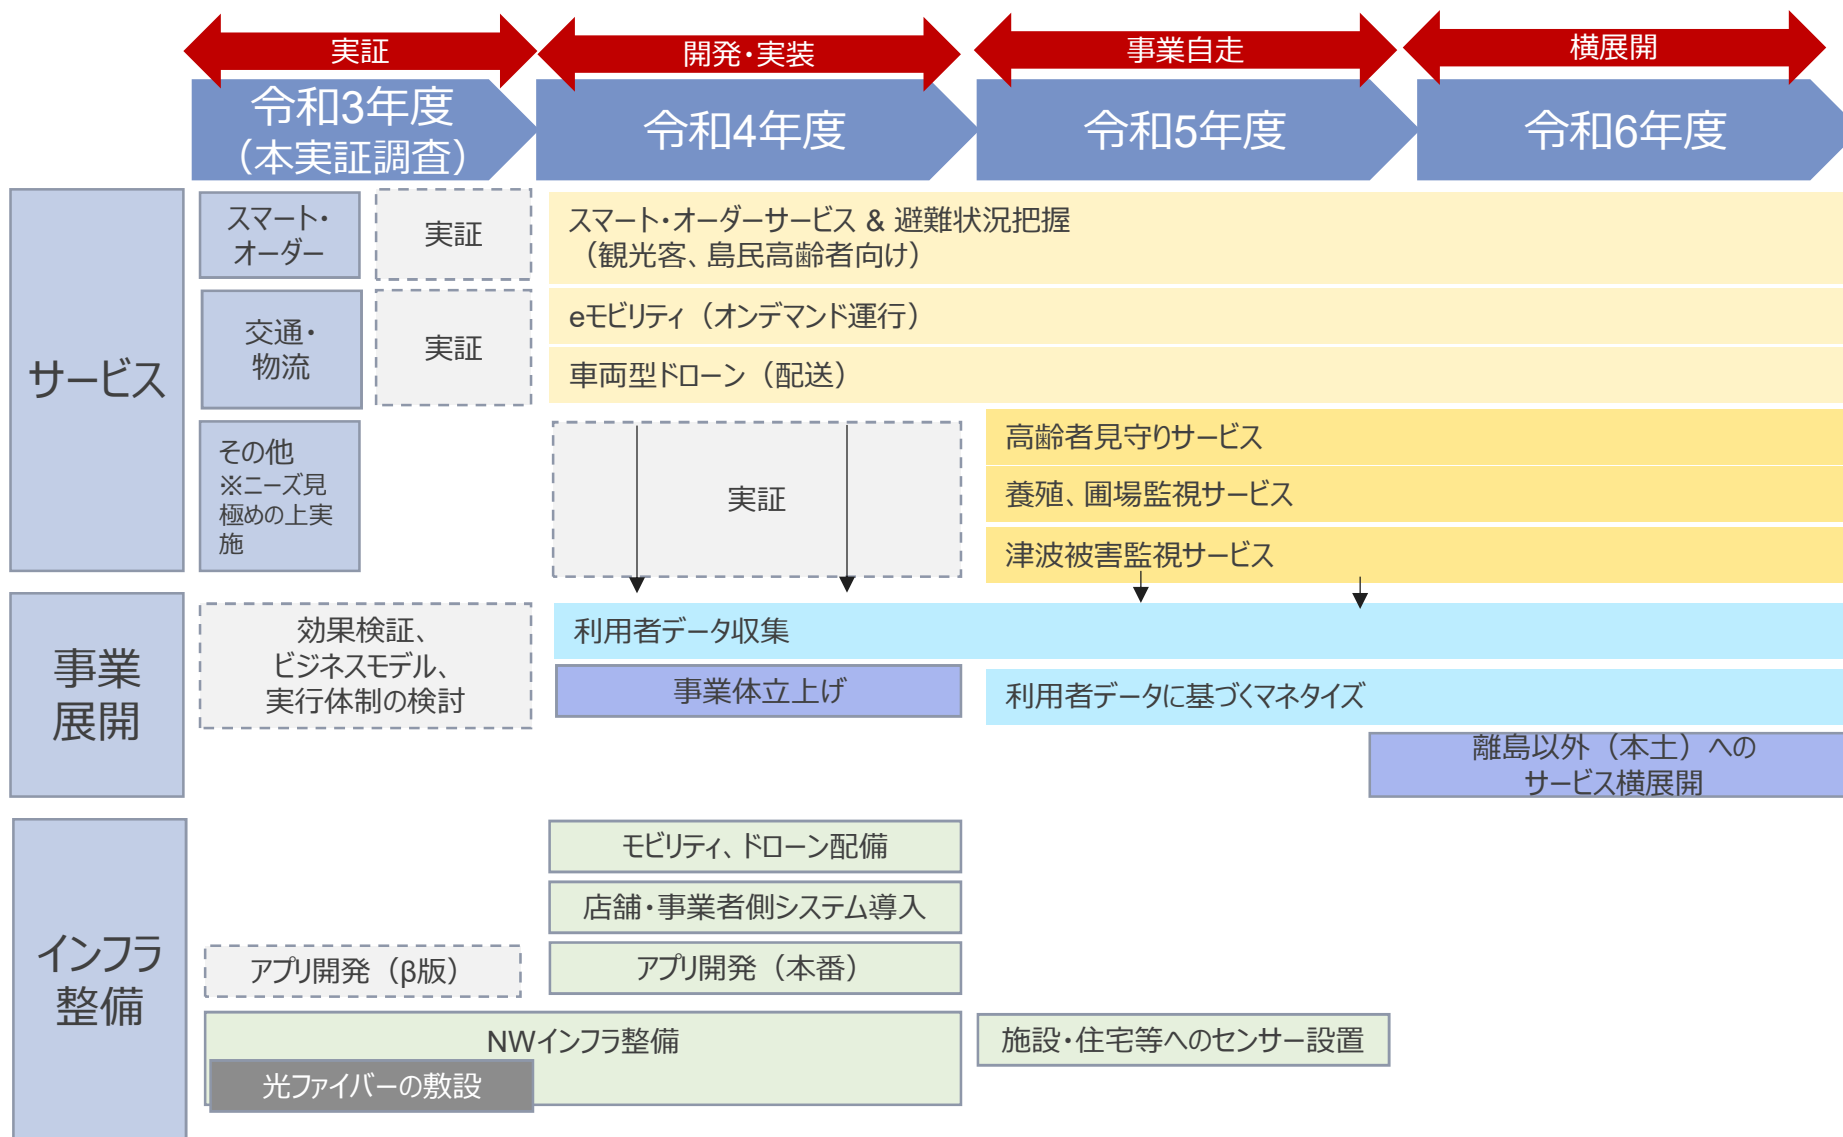 実証
開発・実装
事業自走
横展開
令和3年度
（本実証調査）
令和4年度
令和5年度
令和6年度
サービス
スマート・
オーダー
実証
スマート・オーダーサービス & 避難状況把握
（観光客、島民高齢者向け）
交通・
物流
実証
eモビリティ（オンデマンド運行）
車両型ドローン（配送）
その他
※ニーズ見
極めの上実
施
実証
高齢者見守りサービス
養殖、圃場監視サービス
津波被害監視サービス
事業
展開
効果検証、
ビジネスモデル、
実行体制の検討
利用者データ収集
事業体立上げ
利用者データに基づくマネタイズ
離島以外（本土）への
サービス横展開
インフラ
整備
モビリティ、ドローン配備
店舗・事業者側システム導入
アプリ開発（β版）
アプリ開発（本番）
NWインフラ整備
光ファイバーの敷設
施設・住宅等へのセンサー設置